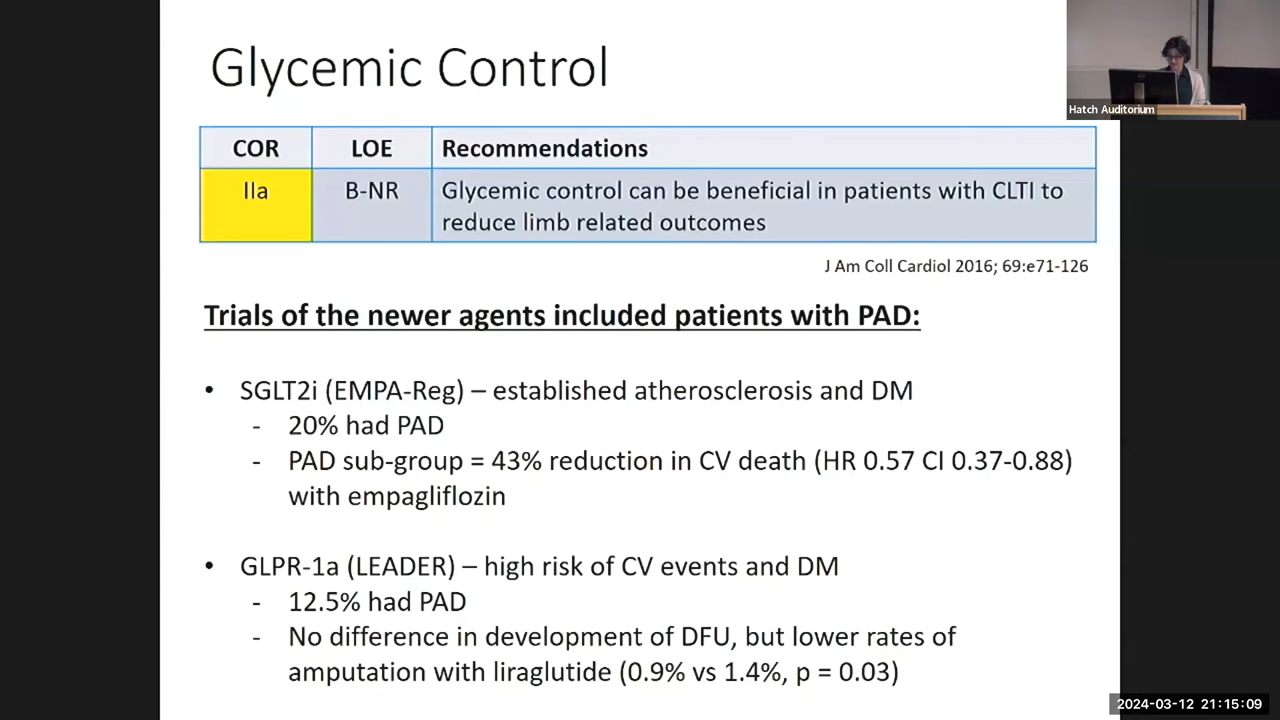 Glycemic Control
Hatch Auditorium
COR LOE Recommendations
IIa B-NR Glycemic control can be beneficial in patients with CLTI to
reduce limb related outcomes
J Am Coll Cardiol 2016; 69:e71-126
Trials of the newer agents included patients with PAD:
• SGLT2i (EMPA-Reg) – established atherosclerosis and DM
- 20% had PAD
- PAD sub-group = 43% reduction in CV death (HR 0.57 CI 0.37-0.88)
with empagliflozin
• GLPR-1a (LEADER) – high risk of CV events and DM
- 12.5% had PAD
- No difference in development of DFU, but lower rates of
amputation with liraglutide (0.9% vs 1.4%, p = 0.03)
2024-03-12 21:15:09